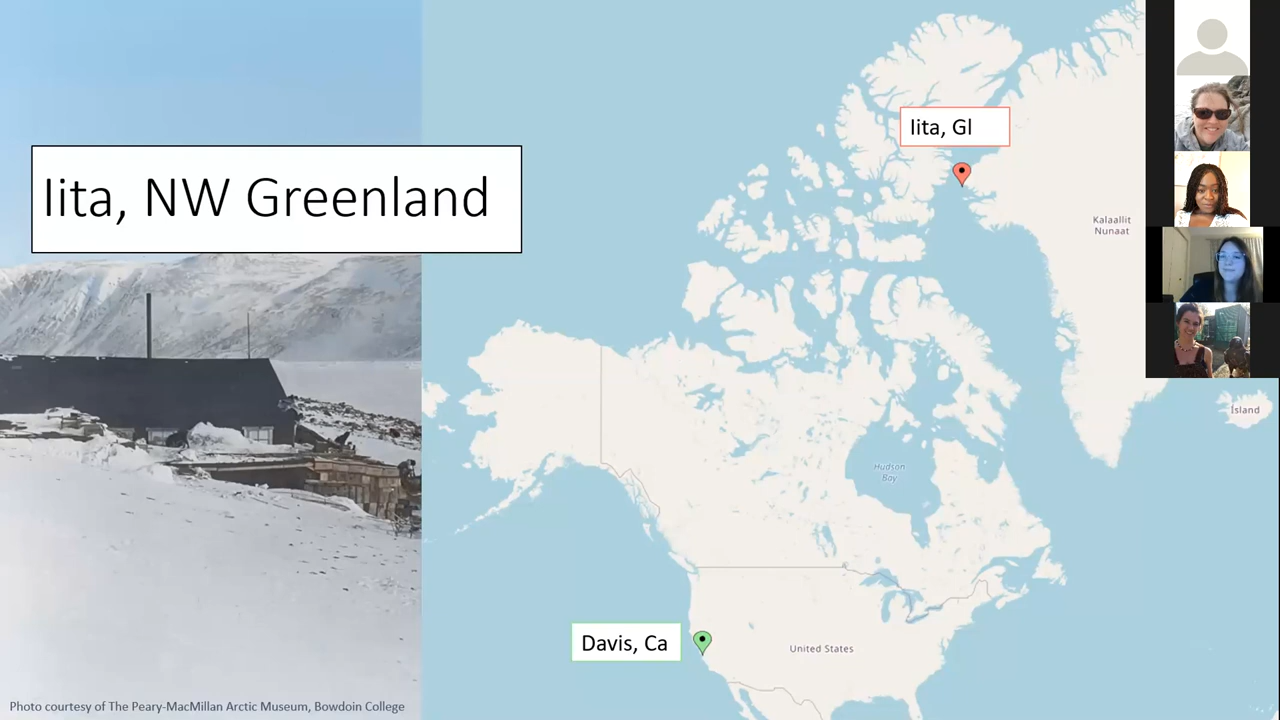 Iita, NW Greenland
Iita, Gl
Kalaallit
Nunaat
Ísland
Hudson
Bay
Davis, Ca
United States
Photo courtesy of The Peary-MacMillan Arctic Museum, Bowdoin College